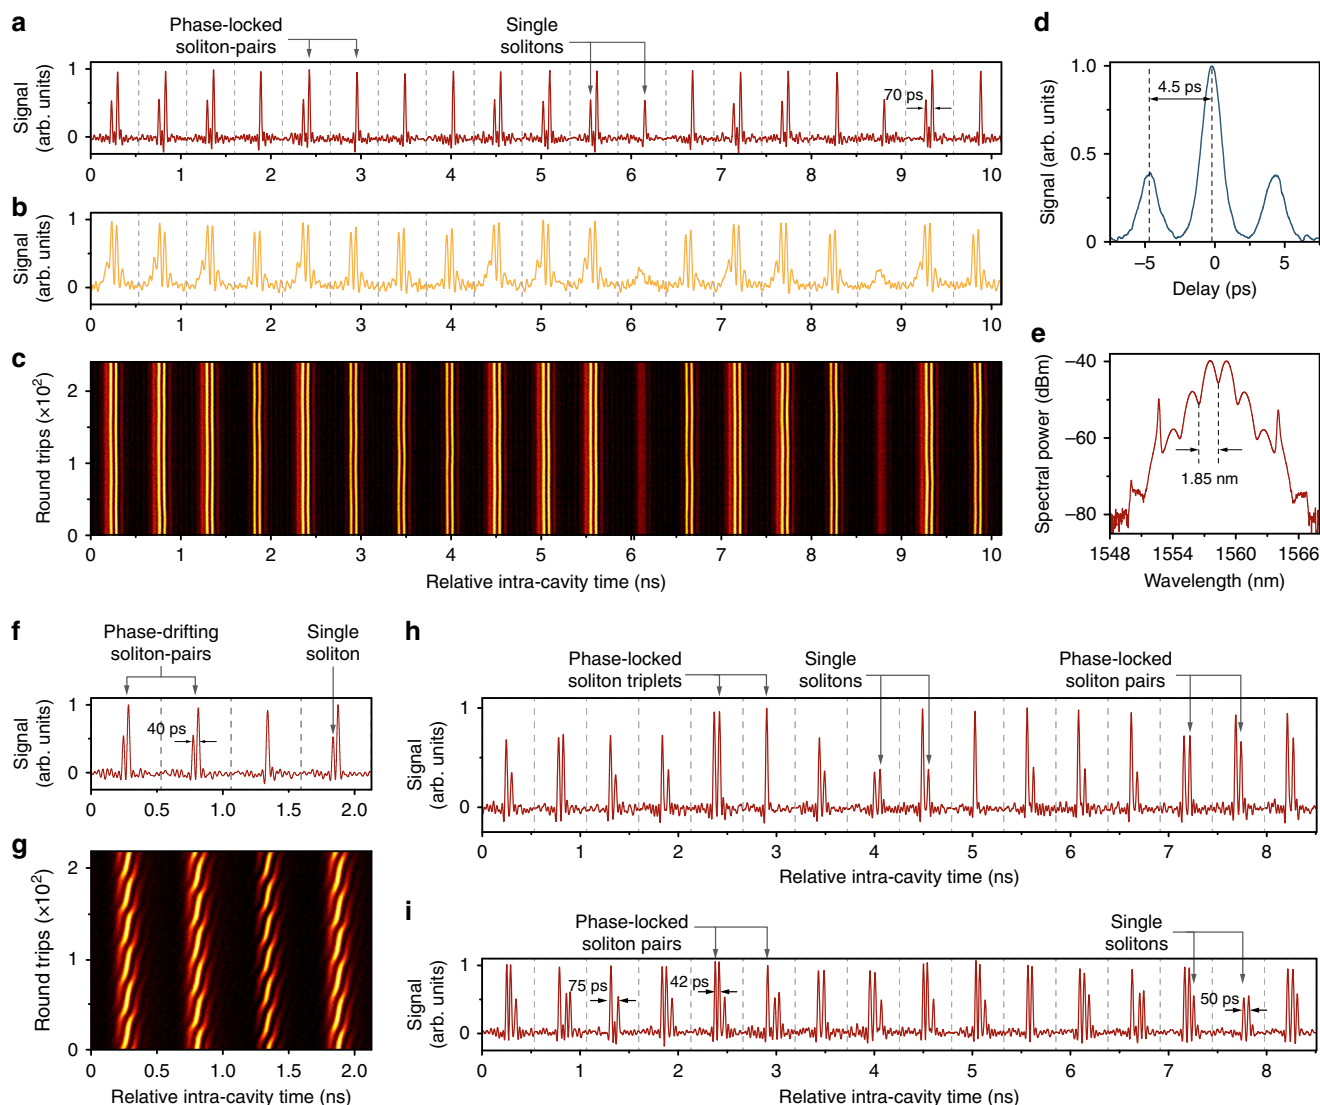 a
Phase-locked
soliton-pairs
Single
solitons
Signal
(arb. units)
1
0
70 ps
0 1 2 3 4 5 6 7 8 9 10
b
Signal
(arb. units)
1
0
0 1 2 3 4 5 6 7 8 9 10
c
Round trips (×10²)
2
1
0
0 1 2 3 4 5 6 7 8 9 10
Relative intra-cavity time (ns)
d
Signal (arb. units)
1.0
0.5
0
4.5 ps
−5 0 5
Delay (ps)
e
Spectral power (dBm)
−40
−60
−80
1.85 nm
1548 1554 1560 1566
Wavelength (nm)
f
Phase-drifting
soliton-pairs
Single
soliton
Signal
(arb. units)
1
0
40 ps
0 0.5 1.0 1.5 2.0
g
Round trips (×10²)
2
1
0
0 0.5 1.0 1.5 2.0
Relative intra-cavity time (ns)
h
Phase-locked
soliton triplets
Single
solitons
Phase-locked
soliton pairs
Signal
(arb. units)
1
0
0 1 2 3 4 5 6 7 8
Relative intra-cavity time (ns)
i
Phase-locked
soliton pairs
Single
solitons
Signal
(arb. units)
1
0
75 ps
42 ps
50 ps
0 1 2 3 4 5 6 7 8
Relative intra-cavity time (ns)